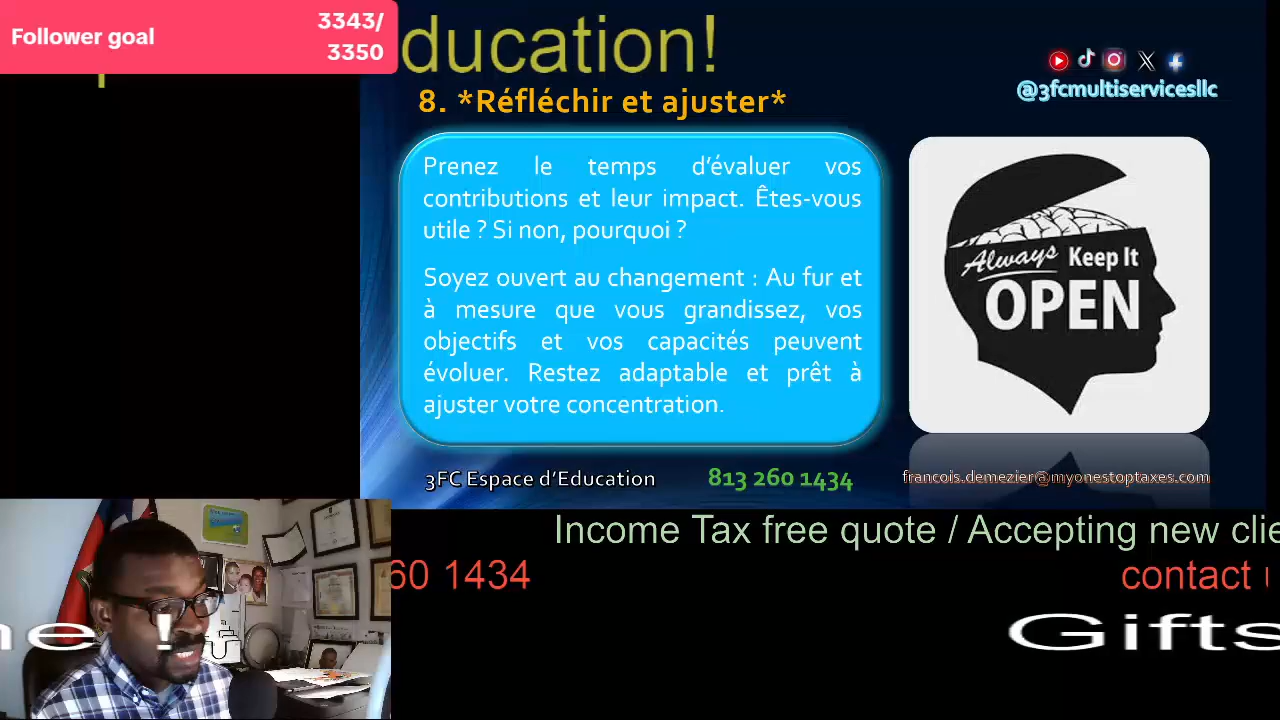 Follower goal
3343/
3350
ducation!
8. *Réfléchir et ajuster*
@3fcmultiservicesllc
Prenez le temps d’évaluer vos
contributions et leur impact. Êtes-vous
utile ? Si non, pourquoi ?
Soyez ouvert au changement : Au fur et
à mesure que vous grandissez, vos
objectifs et vos capacités peuvent
évoluer. Restez adaptable et prêt à
ajuster votre concentration.
Always Keep It
OPEN
3FC Espace d’Education
813 260 1434
francois.demezier@myonestoptaxes.com
Income Tax free quote / Accepting new clie
60 1434
contact
ne !
Gifts